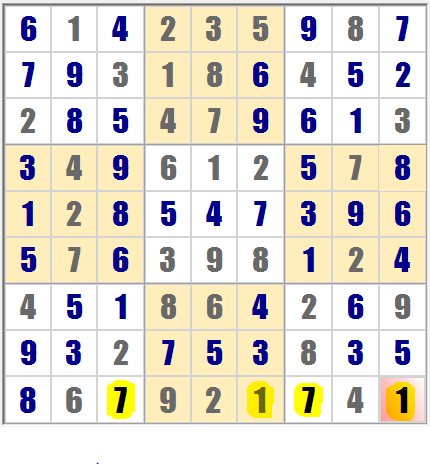 6 1 4 2 3 5 9 8 7
7 9 3 1 8 6 4 5 2
2 8 5 4 7 9 6 1 3
3 4 9 6 1 2 5 7 8
1 2 8 5 4 7 3 9 6
5 7 6 3 9 8 1 2 4
4 5 1 8 6 4 2 6 9
9 3 2 7 5 3 8 3 5
8 6 7 9 2 1 7 4 1